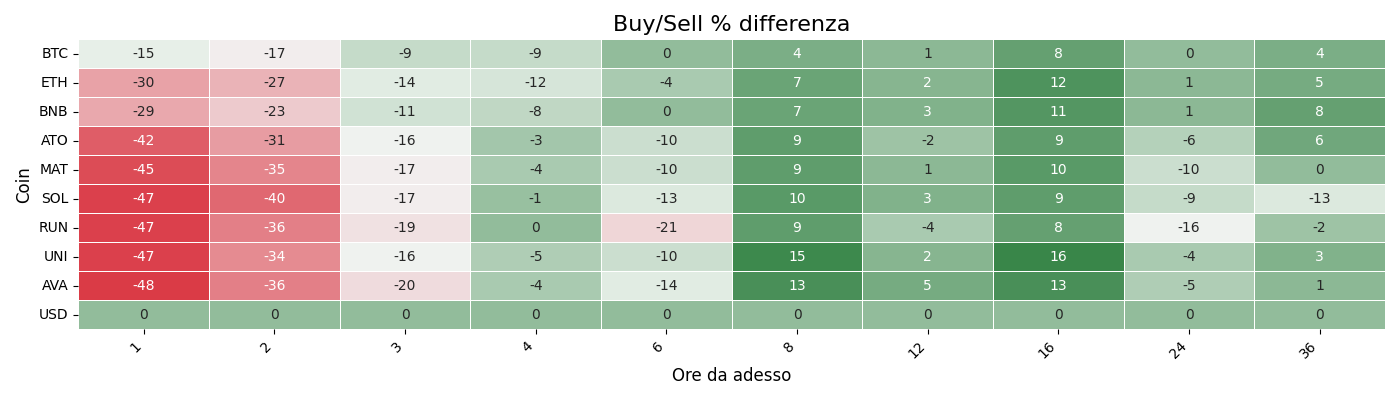 Buy/Sell % differenza
Coin
BTC -15 -17 -9 -9 0 4 1 8 0 4
ETH -30 -27 -14 -12 -4 7 2 12 1 5
BNB -29 -23 -11 -8 0 7 3 11 1 8
ATO -42 -31 -16 -3 -10 9 -2 9 -6 6
MAT -45 -35 -17 -4 -10 9 1 10 -10 0
SOL -47 -40 -17 -1 -13 10 3 9 -9 -13
RUN -47 -36 -19 0 -21 9 -4 8 -16 -2
UNI -47 -34 -16 -5 -10 15 2 16 -4 3
AVA -48 -36 -20 -4 -14 13 5 13 -5 1
USD 0 0 0 0 0 0 0 0 0 0
1 2 3 4 6 8 12 16 24 36
Ore da adesso